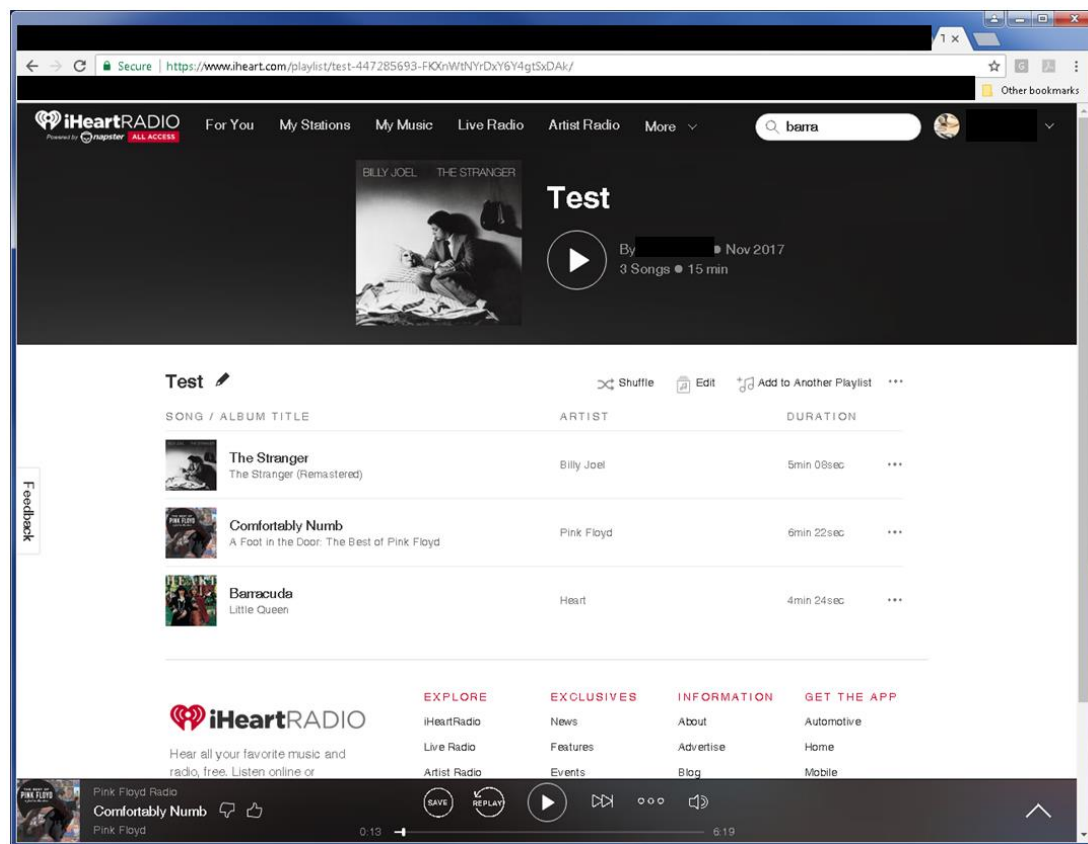 1
Secure | https://www.iheart.com/playlist/test-447285693-FKXnWtNYrDxY6Y4gtSxDAk/
Other bookmarks
iHeartRADIO
Powered by napster ALL ACCESS
For You My Stations My Music Live Radio Artist Radio More
barra
BILLY JOEL THE STRANGER
Test
By Nov 2017
3 Songs 15 min
Test
Shuffle Edit Add to Another Playlist
SONG / ALBUM TITLE ARTIST DURATION
The Stranger
The Stranger (Remastered)
Billy Joel
5min 08sec
Comfortably Numb
A Foot in the Door: The Best of Pink Floyd
Pink Floyd
6min 22sec
Barracuda
Little Queen
Heart
4min 24sec
Feedback
iHeartRADIO
Hear all your favorite music and
radio, free. Listen online or
EXPLORE
iHeartRadio
Live Radio
Artist Radio
EXCLUSIVES
News
Features
Events
INFORMATION
About
Advertise
Blog
GET THE APP
Automotive
Home
Mobile
Pink Floyd Radio
Comfortably Numb
Pink Floyd
SAVE REPLAY
0:13 6:19